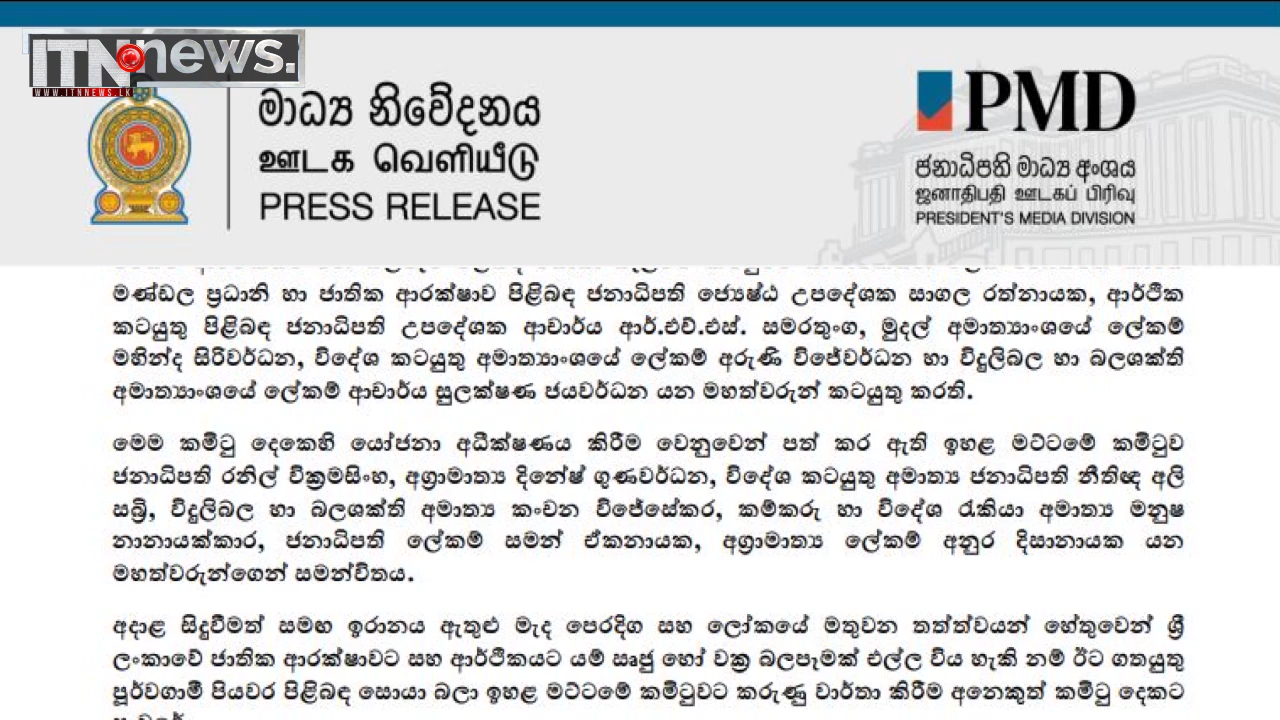 ITN news.
WWW.ITNNEWS.LK
මාධ්‍ය නිවේදනය
ஊடக வெளியீடு
PRESS RELEASE
PMD
ජනාධිපති මාධ්‍ය අංශය
ஜனாதிபதி ஊடகப் பிரிவு
PRESIDENT'S MEDIA DIVISION
මණ්ඩල ප්‍රධානි හා ජාතික ආරක්ෂාව පිළිබඳ ජනාධිපති ජ්‍යෙෂ්ඨ උපදේශක සාගල රත්නායක, ආර්ථික
කටයුතු පිළිබඳ ජනාධිපති උපදේශක ආචාර්ය ආර්.එච්.එස්. සමරතුංග, මුදල් අමාත්‍යාංශයේ ලේකම්
මහින්ද සිරිවර්ධන, විදේශ කටයුතු අමාත්‍යාංශයේ ලේකම් අරුණි විජේවර්ධන හා විදුලිබල හා බලශක්ති
අමාත්‍යාංශයේ ලේකම් ආචාර්ය සුලක්ෂණ ජයවර්ධන යන මහත්වරුන් කටයුතු කරති.
මෙම කමිටු දෙකෙහි යෝජනා අධීක්ෂණය කිරීම වෙනුවෙන් පත් කර ඇති ඉහළ මට්ටමේ කමිටුව
ජනාධිපති රනිල් වික්‍රමසිංහ, අග්‍රාමාත්‍ය දිනේෂ් ගුණවර්ධන, විදේශ කටයුතු අමාත්‍ය ජනාධිපති නීතිඥ අලි
සබ්‍රි, විදුලිබල හා බලශක්ති අමාත්‍ය කංචන විජේසේකර, කම්කරු හා විදේශ රැකියා අමාත්‍ය මනුෂ
නානායක්කාර, ජනාධිපති ලේකම් සමන් ඒකනායක, අග්‍රාමාත්‍ය ලේකම් අනුර දිසානායක යන
මහත්වරුන්ගෙන් සමන්විතය.
අදාළ සිදුවීමත් සමඟ ඉරානය ඇතුළු මැද පෙරදිග සහ ලෝකයේ මතුවන තත්ත්වයන් හේතුවෙන් ශ්‍රී
ලංකාවේ ජාතික ආරක්ෂාවට සහ ආර්ථිකයට යම් සෘජු හෝ වක්‍ර බලපෑමක් එල්ල විය හැකි නම් ඊට ගතයුතු
පූර්වගාමී පියවර පිළිබඳ සොයා බලා ඉහළ මට්ටමේ කමිටුවට කරුණු වාර්තා කිරීම අනෙකුත් කමිටු දෙකට